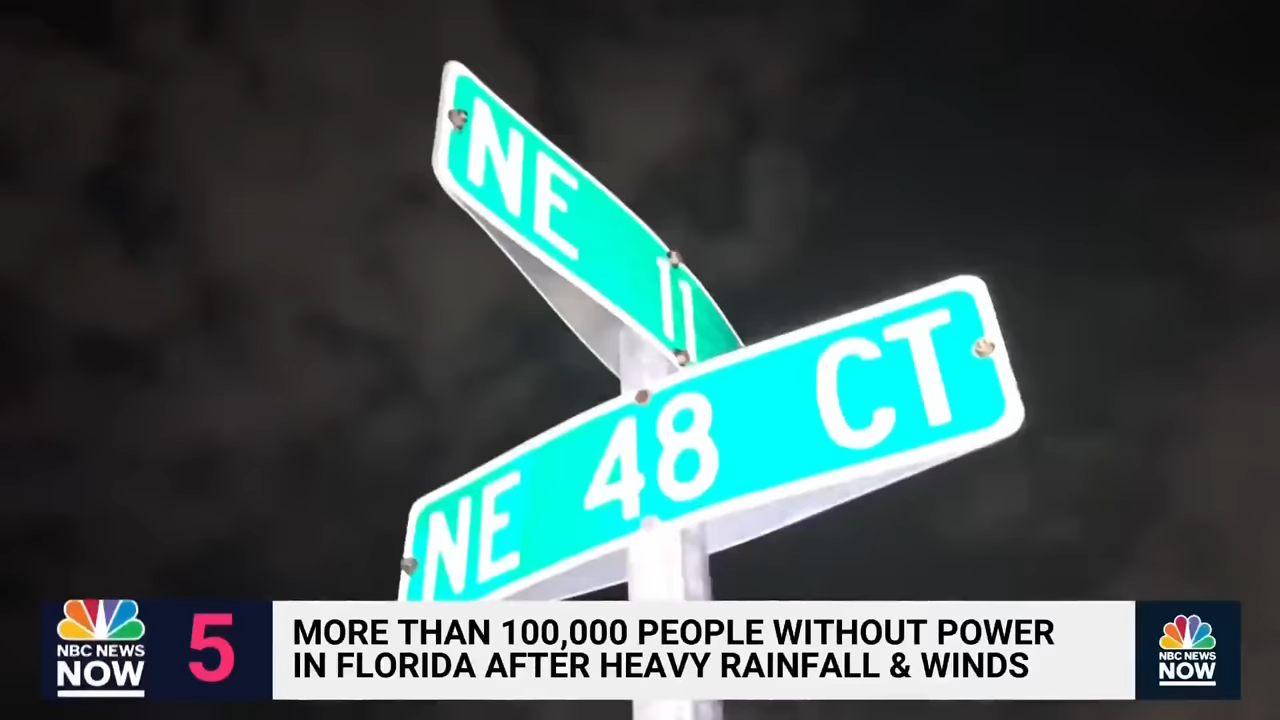 NE 11
NE 48 CT
NBC NEWS
NOW
5
MORE THAN 100,000 PEOPLE WITHOUT POWER
IN FLORIDA AFTER HEAVY RAINFALL & WINDS
NBC NEWS
NOW